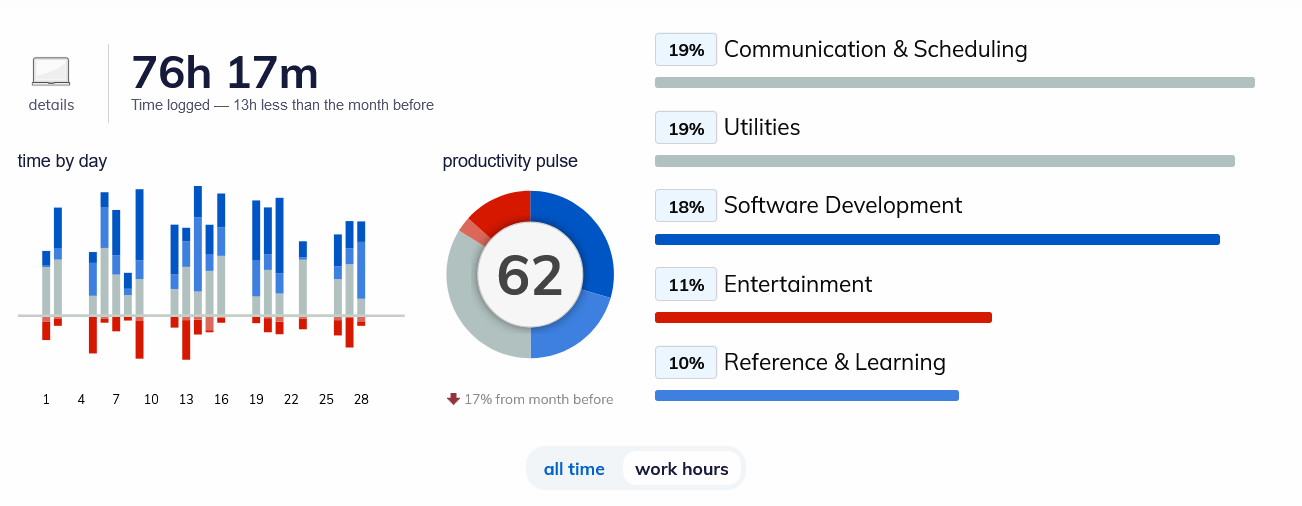 76h 17m
details
Time logged — 13h less than the month before
time by day
productivity pulse
62
1 4 7 10 13 16 19 22 25 28
17% from month before
19% Communication & Scheduling
19% Utilities
18% Software Development
11% Entertainment
10% Reference & Learning
all time work hours